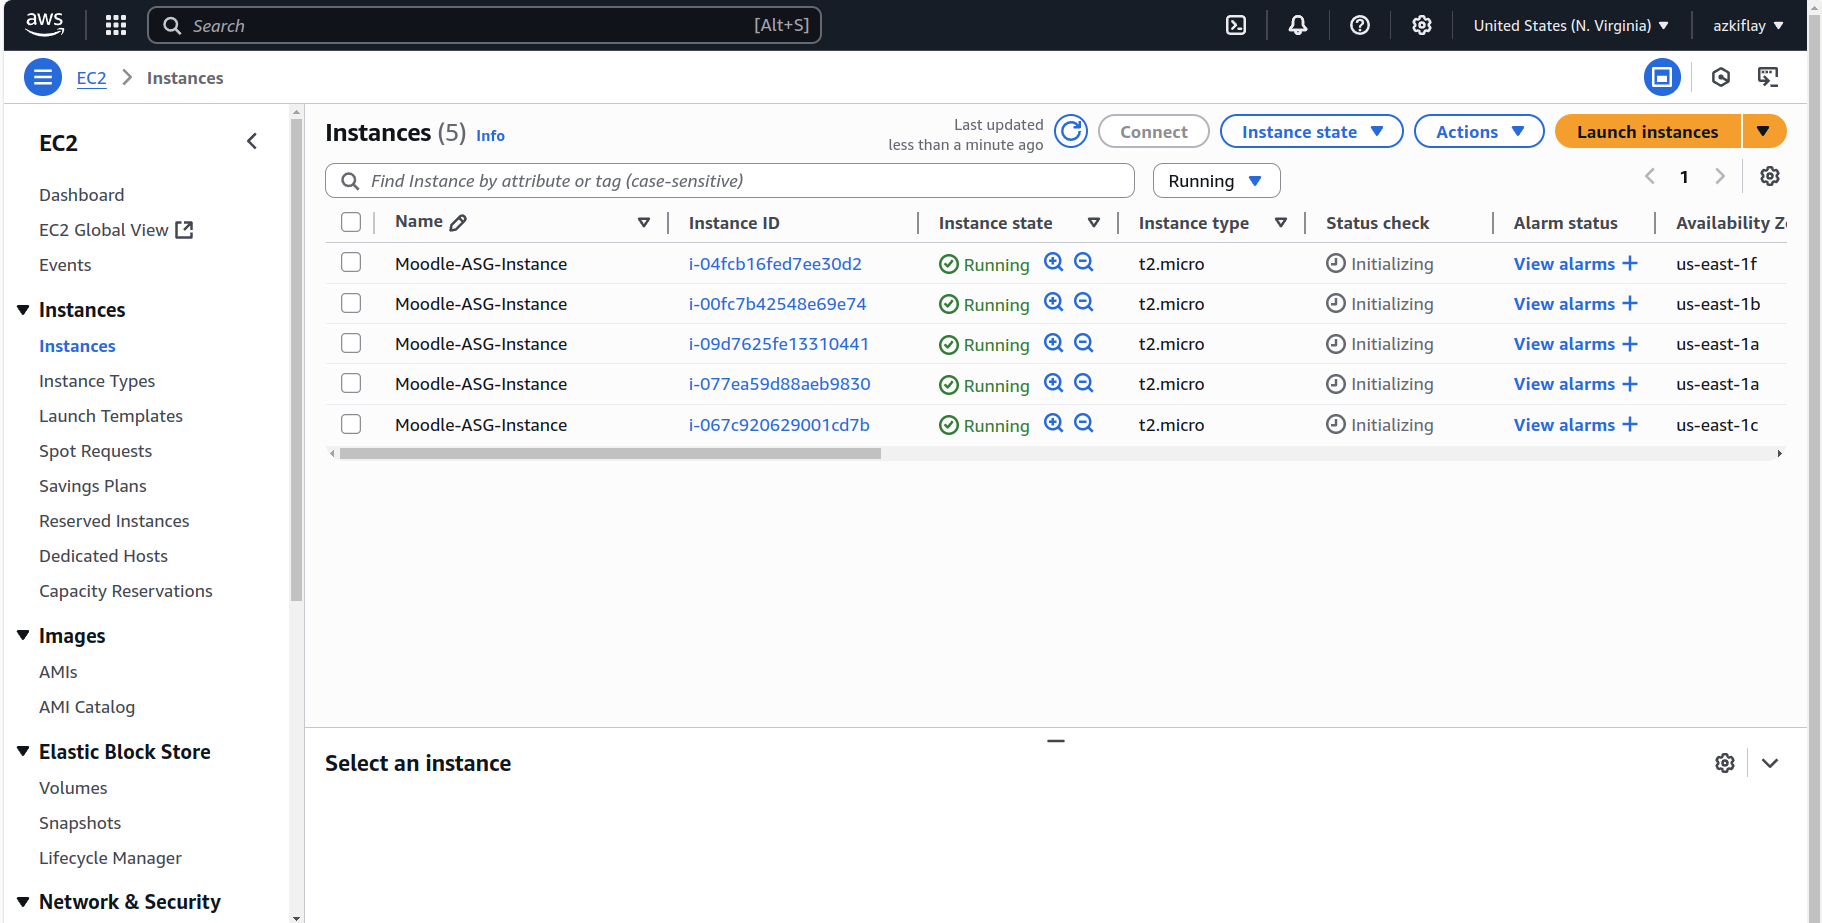 aws
Search [Alt+S]
United States (N. Virginia)
azkiflay
EC2 Instances
EC2
Dashboard
EC2 Global View
Events
Instances
Instances
Instance Types
Launch Templates
Spot Requests
Savings Plans
Reserved Instances
Dedicated Hosts
Capacity Reservations
Images
AMIs
AMI Catalog
Elastic Block Store
Volumes
Snapshots
Lifecycle Manager
Network & Security
Instances (5) Info
Last updated
less than a minute ago
Connect
Instance state
Actions
Launch instances
Find Instance by attribute or tag (case-sensitive)
Running
1
Name Instance ID Instance state Instance type Status check Alarm status Availability Z
Moodle-ASG-Instance i-04fcb16fed7ee30d2 Running t2.micro Initializing View alarms + us-east-1f
Moodle-ASG-Instance i-00fc7b42548e69e74 Running t2.micro Initializing View alarms + us-east-1b
Moodle-ASG-Instance i-09d7625fe13310441 Running t2.micro Initializing View alarms + us-east-1a
Moodle-ASG-Instance i-077ea59d88aeb9830 Running t2.micro Initializing View alarms + us-east-1a
Moodle-ASG-Instance i-067c920629001cd7b Running t2.micro Initializing View alarms + us-east-1c
Select an instance